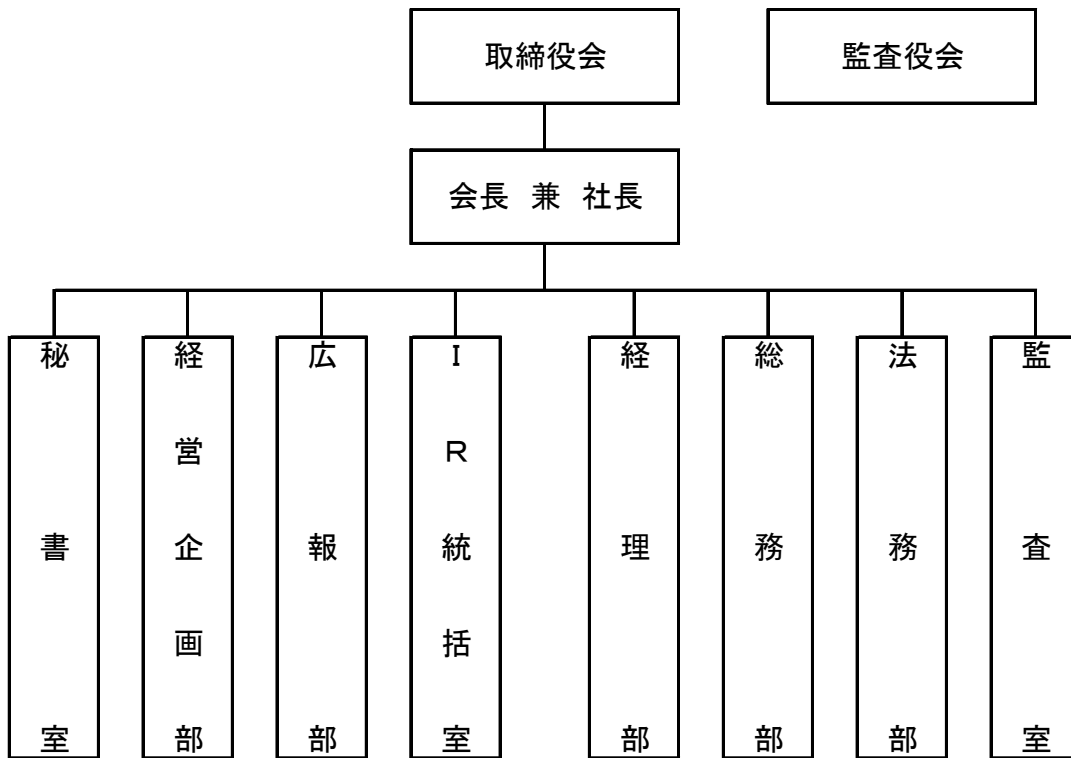 取締役会
監査役会
会長 兼 社長
秘書室
経営企画部
広報部
IR統括室
経理部
総務部
法務部
監査室